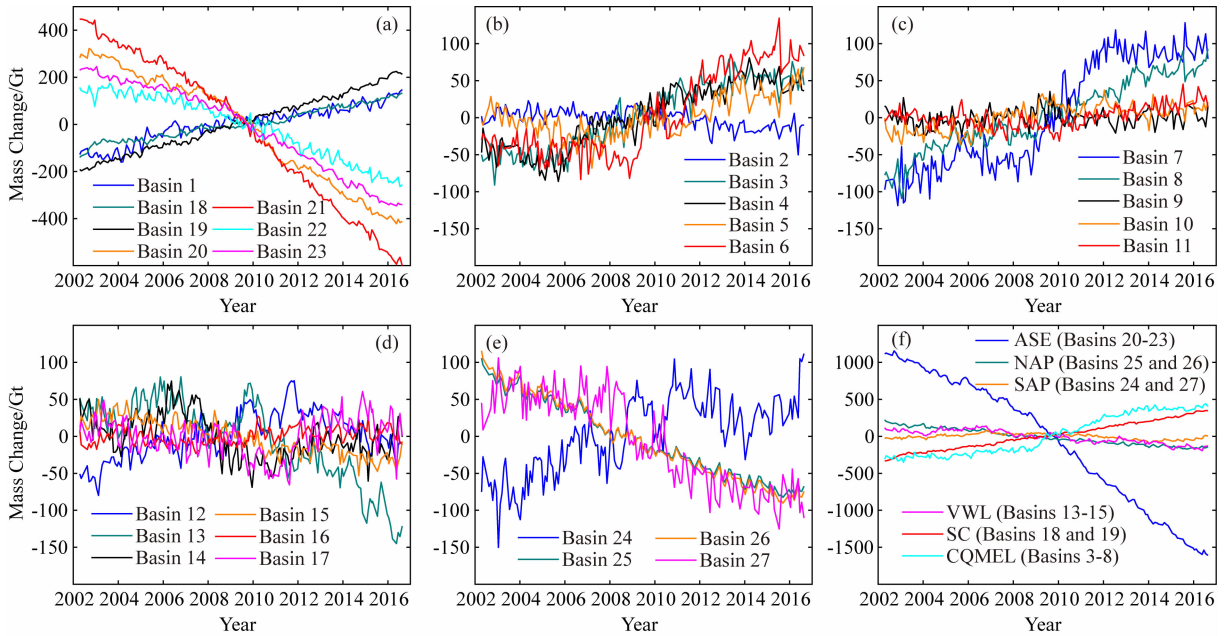 (a)
400
200
0
-200
-400
Mass Change/Gt
Basin 1
Basin 18
Basin 19
Basin 20
Basin 21
Basin 22
Basin 23
2002 2004 2006 2008 2010 2012 2014 2016
Year
(b)
100
50
0
-50
-100
-150
Basin 2
Basin 3
Basin 4
Basin 5
Basin 6
2002 2004 2006 2008 2010 2012 2014 2016
Year
(c)
100
50
0
-50
-100
-150
Basin 7
Basin 8
Basin 9
Basin 10
Basin 11
2002 2004 2006 2008 2010 2012 2014 2016
Year
(d)
100
50
0
-50
-100
-150
Mass Change/Gt
Basin 12
Basin 13
Basin 14
Basin 15
Basin 16
Basin 17
2002 2004 2006 2008 2010 2012 2014 2016
Year
(e)
100
50
0
-50
-100
-150
Basin 24
Basin 25
Basin 26
Basin 27
2002 2004 2006 2008 2010 2012 2014 2016
Year
(f)
1000
500
0
-500
-1000
-1500
ASE (Basins 20-23)
NAP (Basins 25 and 26)
SAP (Basins 24 and 27)
VWL (Basins 13-15)
SC (Basins 18 and 19)
CQMEL (Basins 3-8)
2002 2004 2006 2008 2010 2012 2014 2016
Year